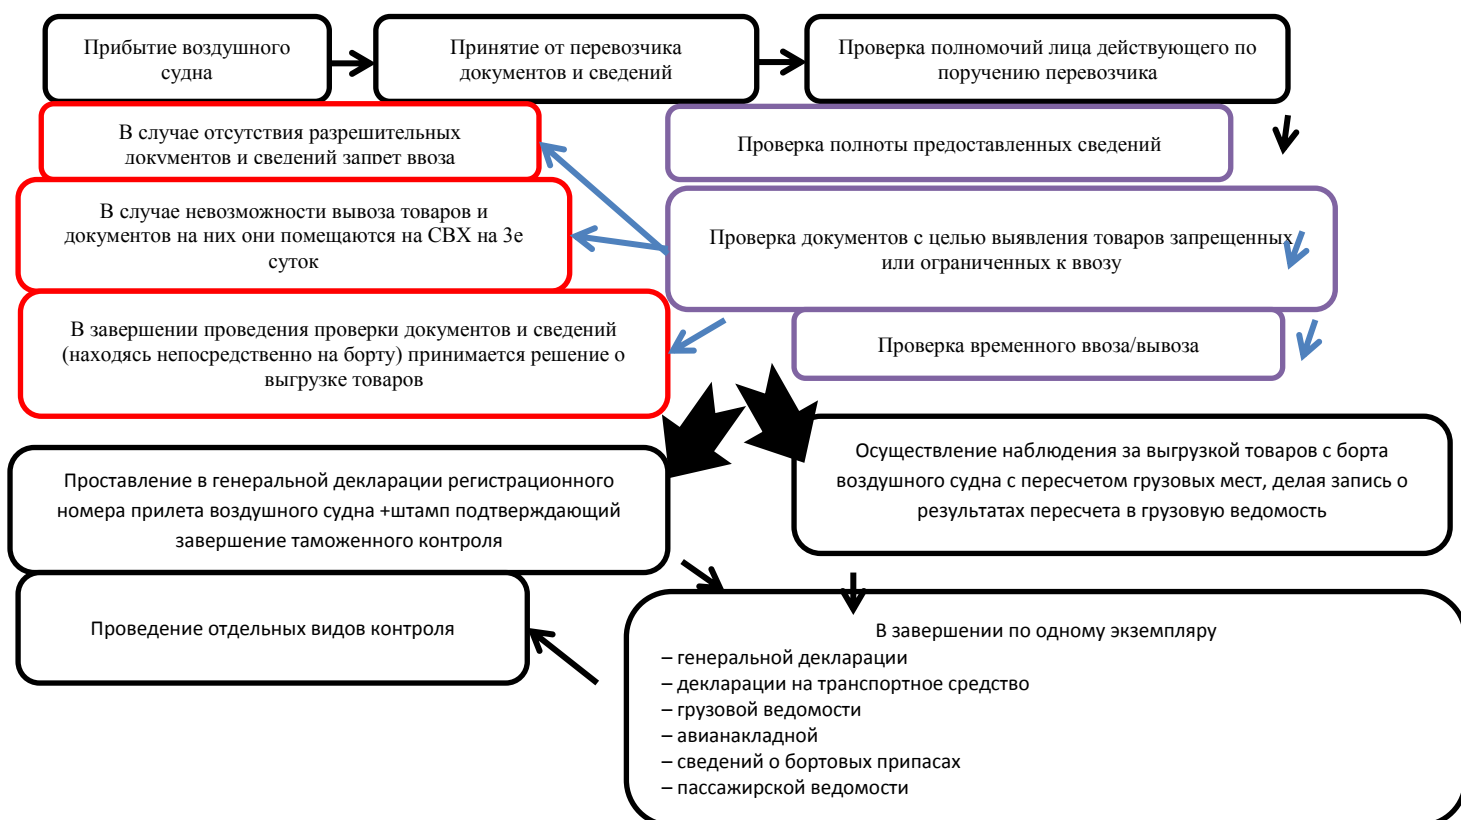 Прибытие воздушного
судна
Принятие от перевозчика
документов и сведений
Проверка полномочий лица действующего по
поручению перевозчика
В случае отсутствия разрешительных
документов и сведений запрет ввоза
Проверка полноты предоставленных сведений
В случае невозможности вывоза товаров и
документов на них они помещаются на СВХ на 3е
суток
Проверка документов с целью выявления товаров запрещенных
или ограниченных к ввозу
В завершении проведения проверки документов и сведений
(находясь непосредственно на борту) принимается решение о
выгрузке товаров
Проверка временного ввоза/вывоза
Проставление в генеральной декларации регистрационного
номера прилета воздушного судна +штамп подтверждающий
завершение таможенного контроля
Осуществление наблюдения за выгрузкой товаров с борта
воздушного судна с пересчетом грузовых мест, делая запись о
результатах пересчета в грузовую ведомость
Проведение отдельных видов контроля
В завершении по одному экземпляру
– генеральной декларации
– декларации на транспортное средство
– грузовой ведомости
– авианакладной
– сведений о бортовых припасах
– пассажирской ведомости